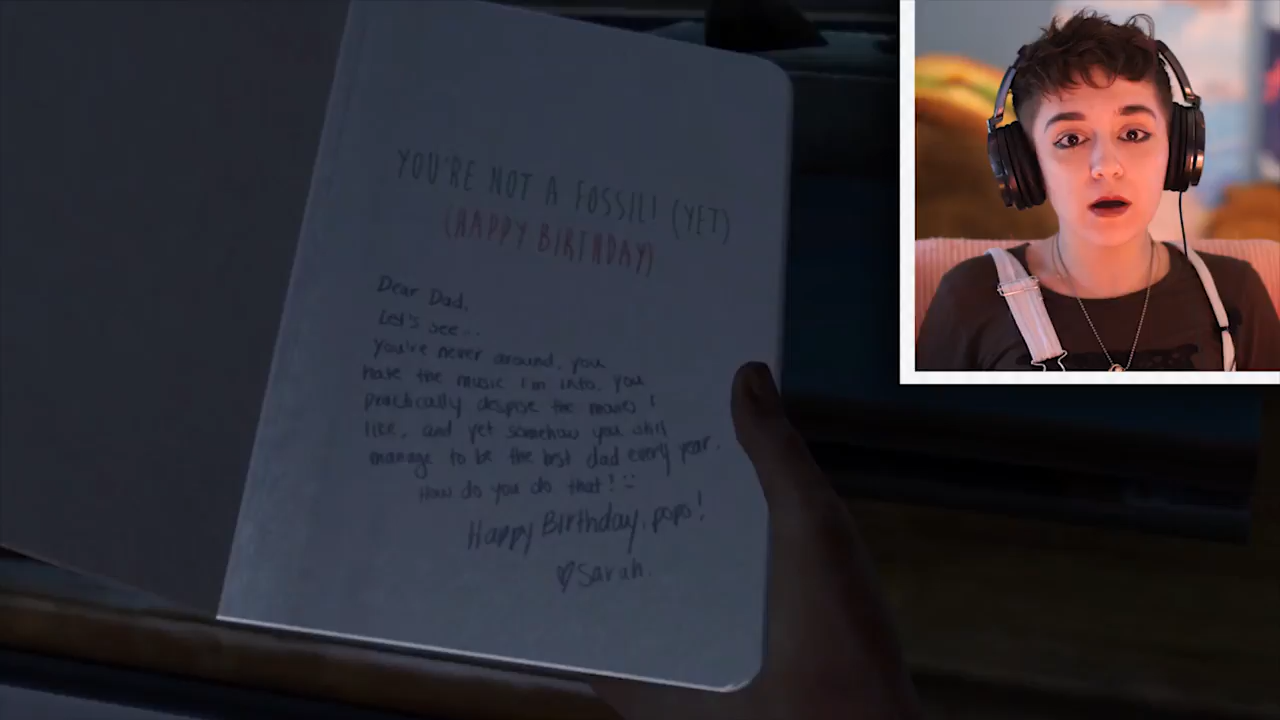 YOU'RE NOT A FOSSIL! (YET)
(HAPPY BIRTHDAY)
Dear Dad,
Let's see...
You're never around, you
hate the music I'm into, you
practically despise the movies I
like, and yet somehow you still
manage to be the best dad every year.
How do you do that! :)
Happy Birthday, papa!
♡Sarah.